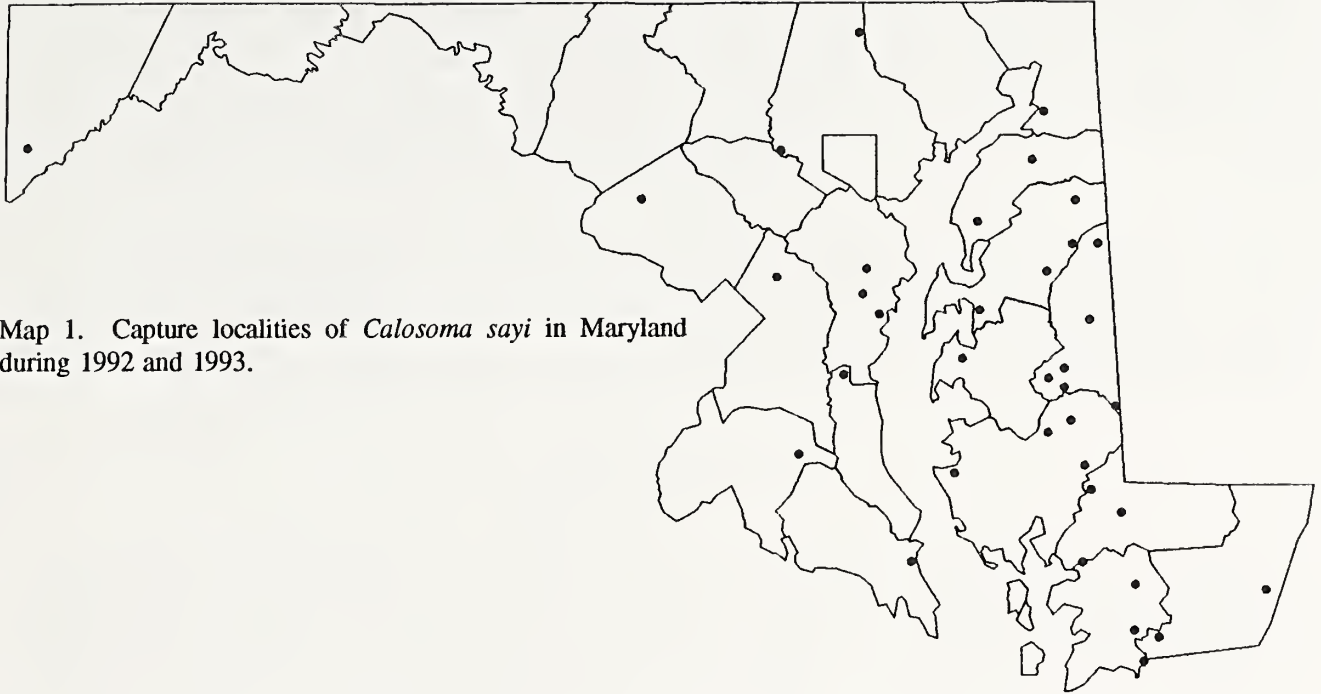 Map 1. Capture localities of Calosoma sayi in Maryland
during 1992 and 1993.